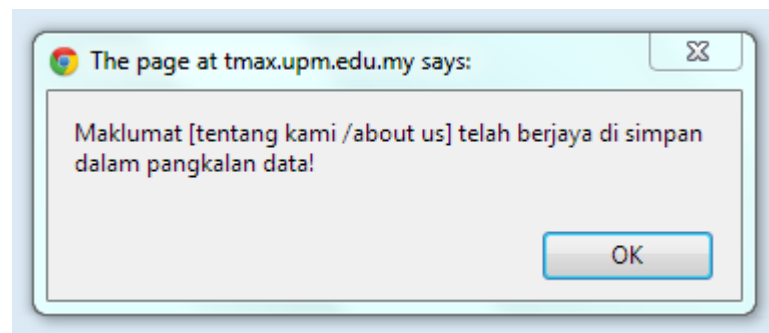 The page at tmax.upm.edu.my says:
Maklumat [tentang kami /about us] telah berjaya di simpan
dalam pangkalan data!
OK